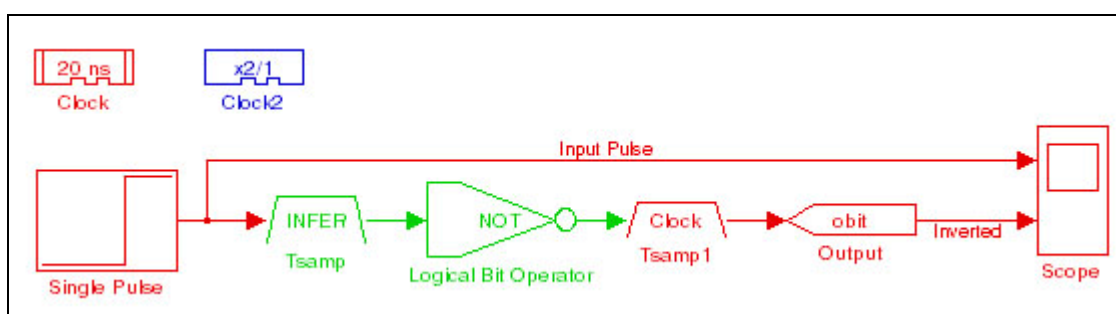 20 ns
Clock
x2/1
Clock2
Input Pulse
Single Pulse
INFER
Tsamp
NOT
Logical Bit Operator
Clock
Tsamp1
obit
Output
Inverted
Scope